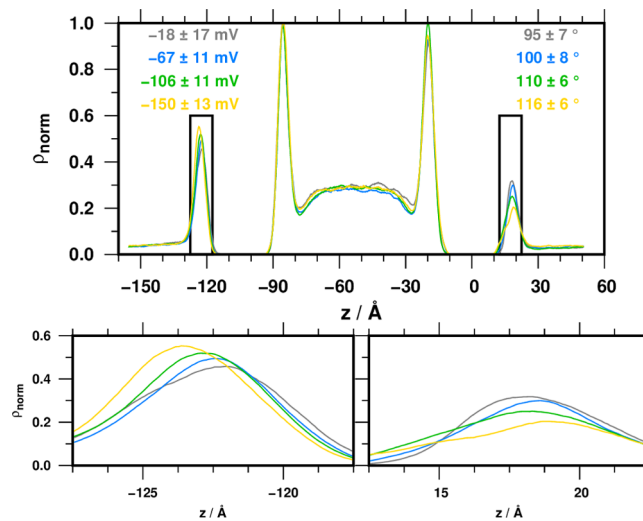 1.0
0.8
0.6
0.4
0.2
0.0
ρnorm
−18 ± 17 mV
−67 ± 11 mV
−106 ± 11 mV
−150 ± 13 mV
95 ± 7 °
100 ± 8 °
110 ± 6 °
116 ± 6 °
−150 −120 −90 −60 −30 0 30 60
z / Å
0.6
0.4
0.2
0.0
ρnorm
−125 −120
z / Å
15 20
z / Å